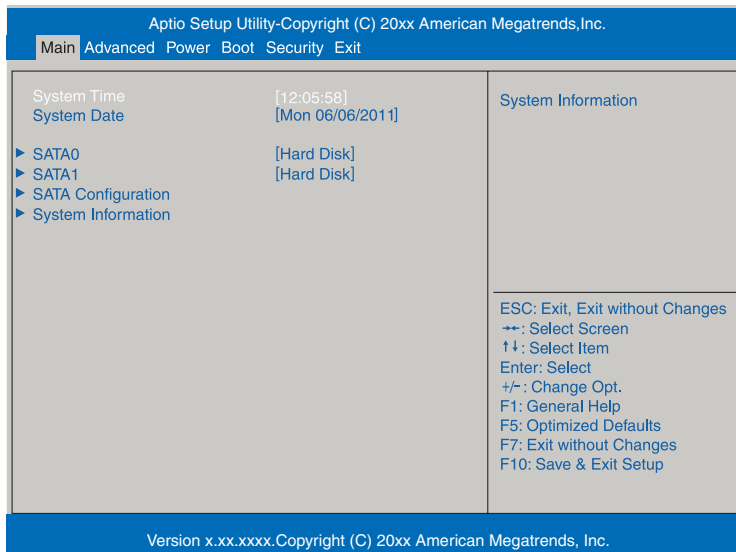 Aptio Setup Utility-Copyright (C) 20xx American Megatrends,Inc.
Main Advanced Power Boot Security Exit
System Time [12:05:58]
System Date [Mon 06/06/2011]
▶ SATA0 [Hard Disk]
▶ SATA1 [Hard Disk]
▶ SATA Configuration
▶ System Information
System Information
ESC: Exit, Exit without Changes
→←: Select Screen
↑↓: Select Item
Enter: Select
+/-: Change Opt.
F1: General Help
F5: Optimized Defaults
F7: Exit without Changes
F10: Save & Exit Setup
Version x.xx.xxxx.Copyright (C) 20xx American Megatrends, Inc.